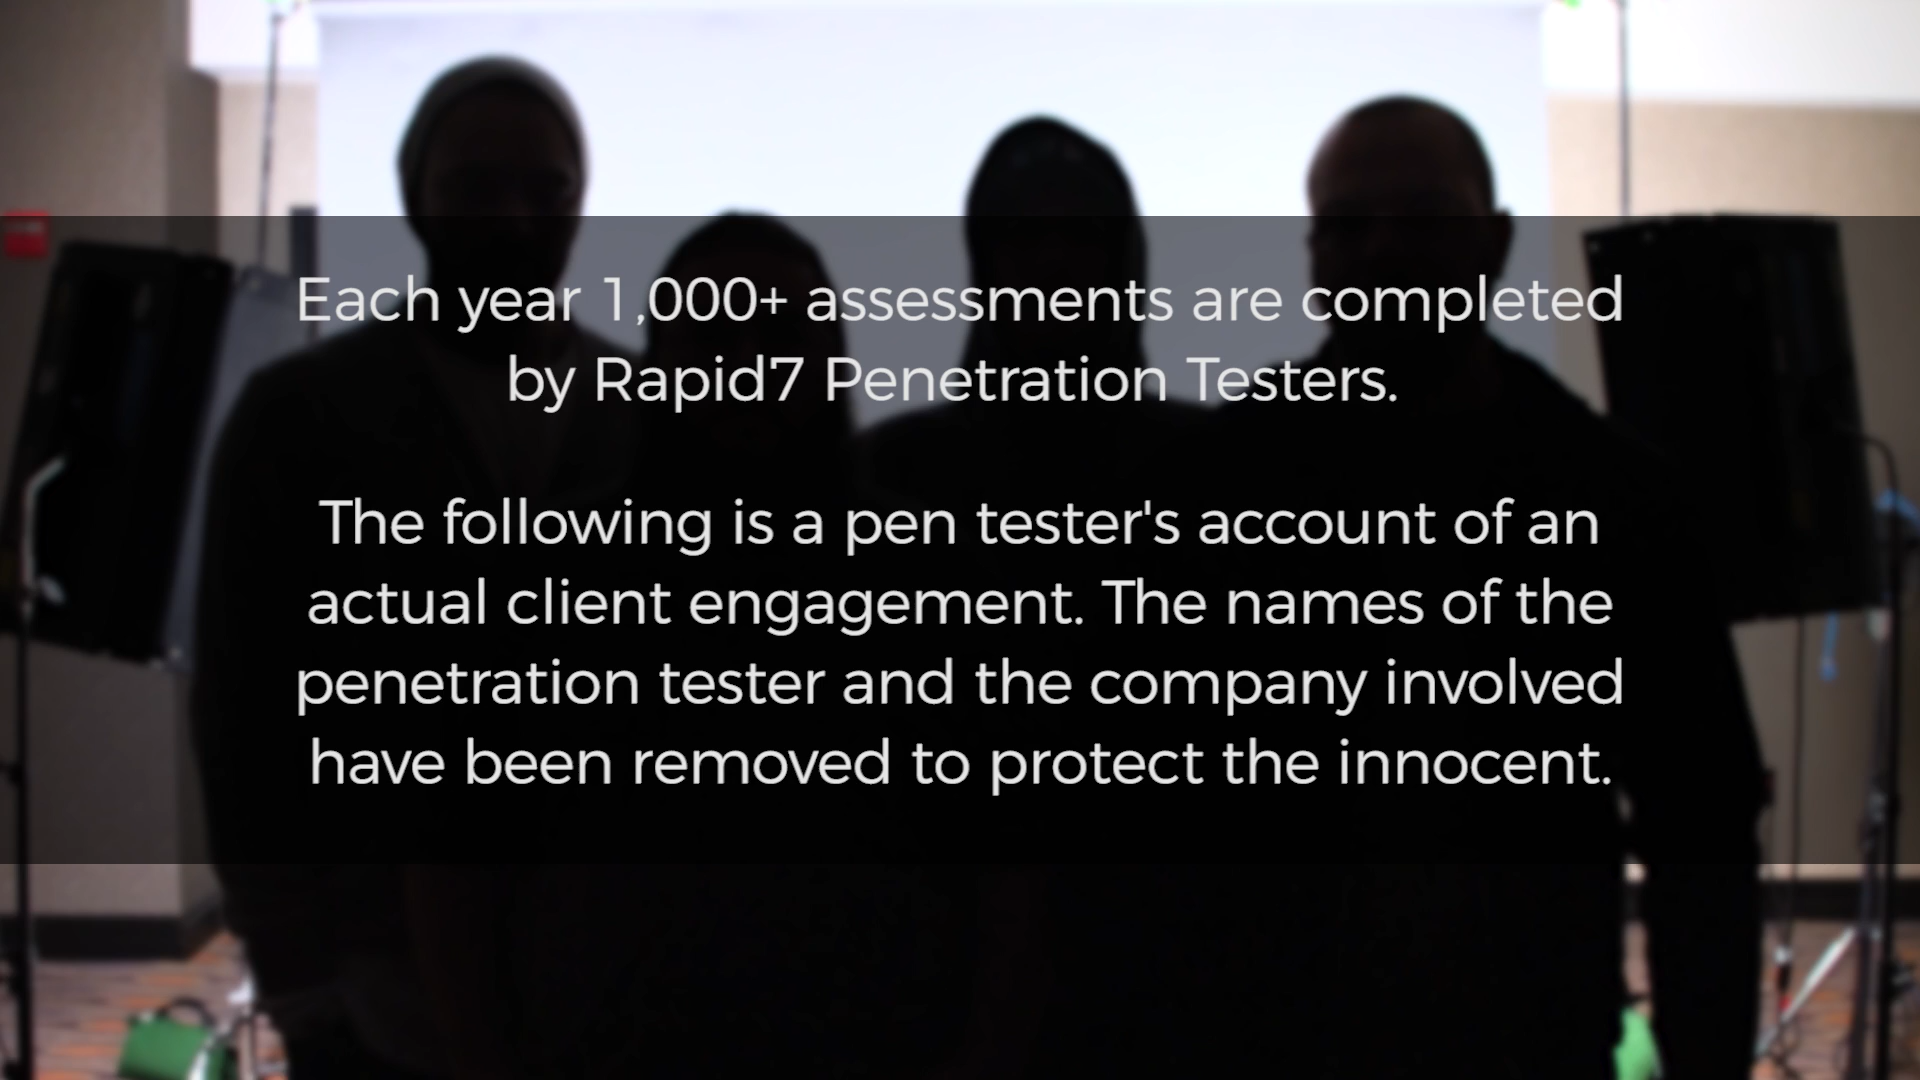 Each year 1,000+ assessments are completed
by Rapid7 Penetration Testers.
The following is a pen tester's account of an
actual client engagement. The names of the
penetration tester and the company involved
have been removed to protect the innocent.